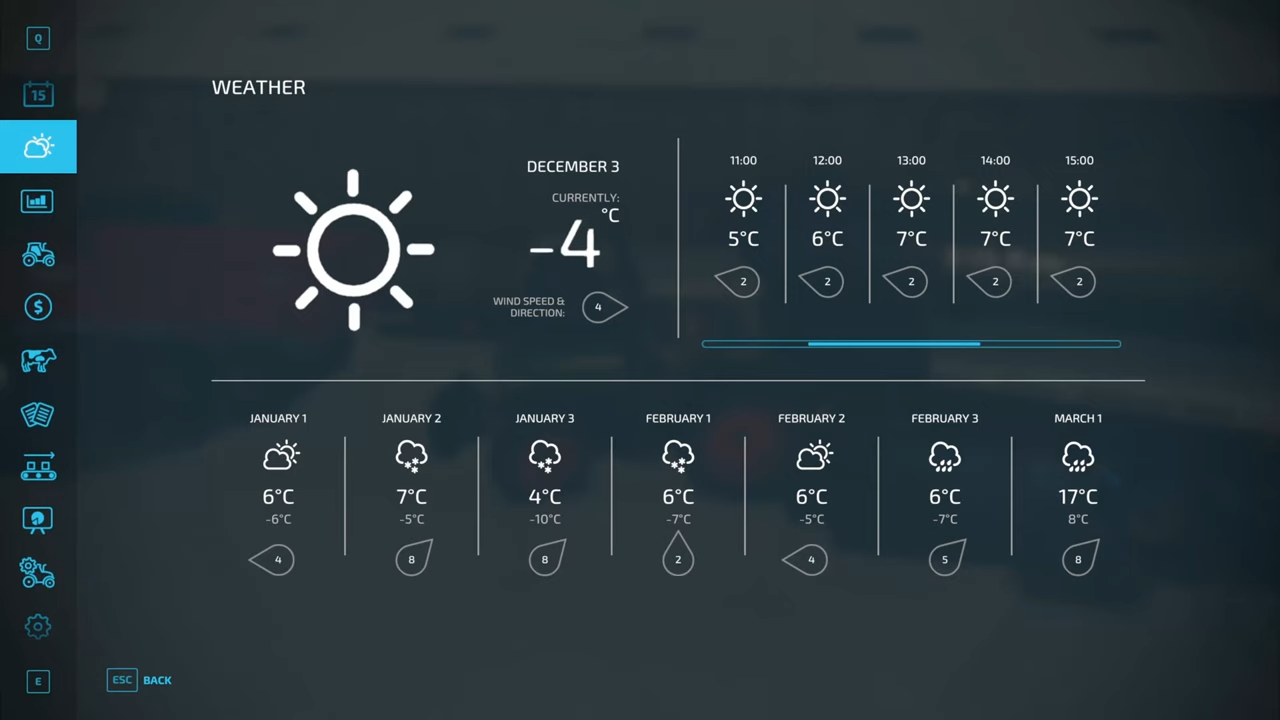 Q
15
WEATHER
DECEMBER 3
CURRENTLY:
-4 °C
WIND SPEED &
DIRECTION:
4
11:00 12:00 13:00 14:00 15:00
5°C 6°C 7°C 7°C 7°C
2 2 2 2 2
JANUARY 1 JANUARY 2 JANUARY 3 FEBRUARY 1 FEBRUARY 2 FEBRUARY 3 MARCH 1
6°C 7°C 4°C 6°C 6°C 6°C 17°C
-6°C -5°C -10°C -7°C -5°C -7°C 8°C
4 8 8 2 4 5 8
E
ESC BACK